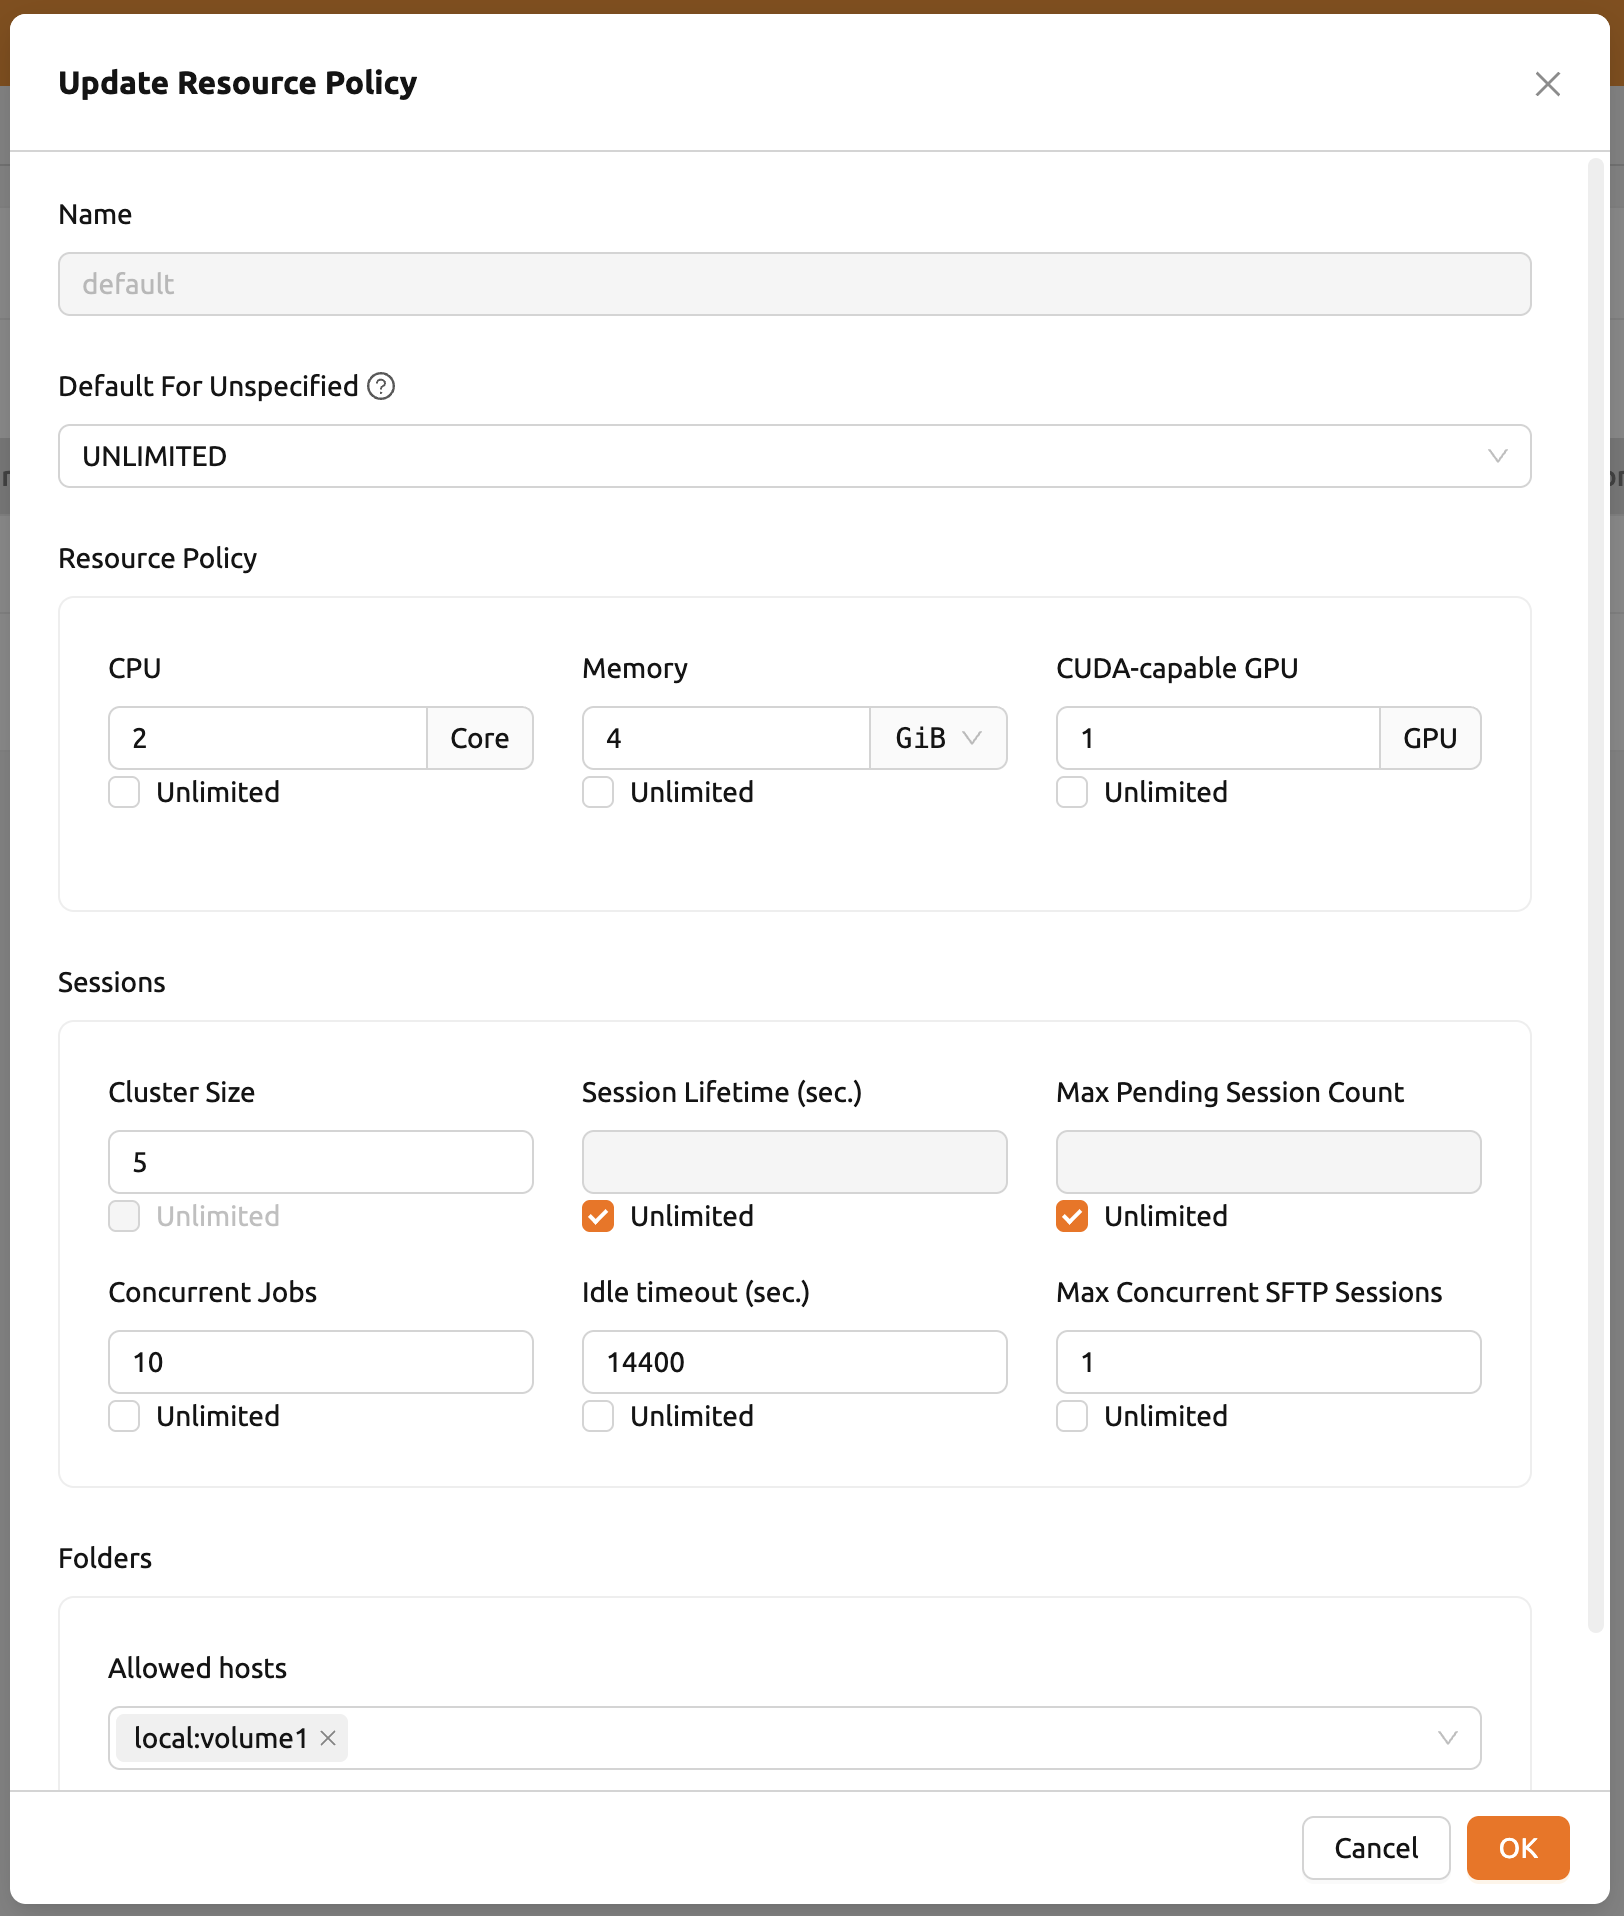 Update Resource Policy
Name
default
Default For Unspecified
UNLIMITED
Resource Policy
CPU Memory CUDA-capable GPU
2 Core 4 GiB 1 GPU
Unlimited Unlimited Unlimited
Sessions
Cluster Size Session Lifetime (sec.) Max Pending Session Count
5
Unlimited Unlimited Unlimited
Concurrent Jobs Idle timeout (sec.) Max Concurrent SFTP Sessions
10 14400 1
Unlimited Unlimited Unlimited
Folders
Allowed hosts
local:volume1
Cancel OK